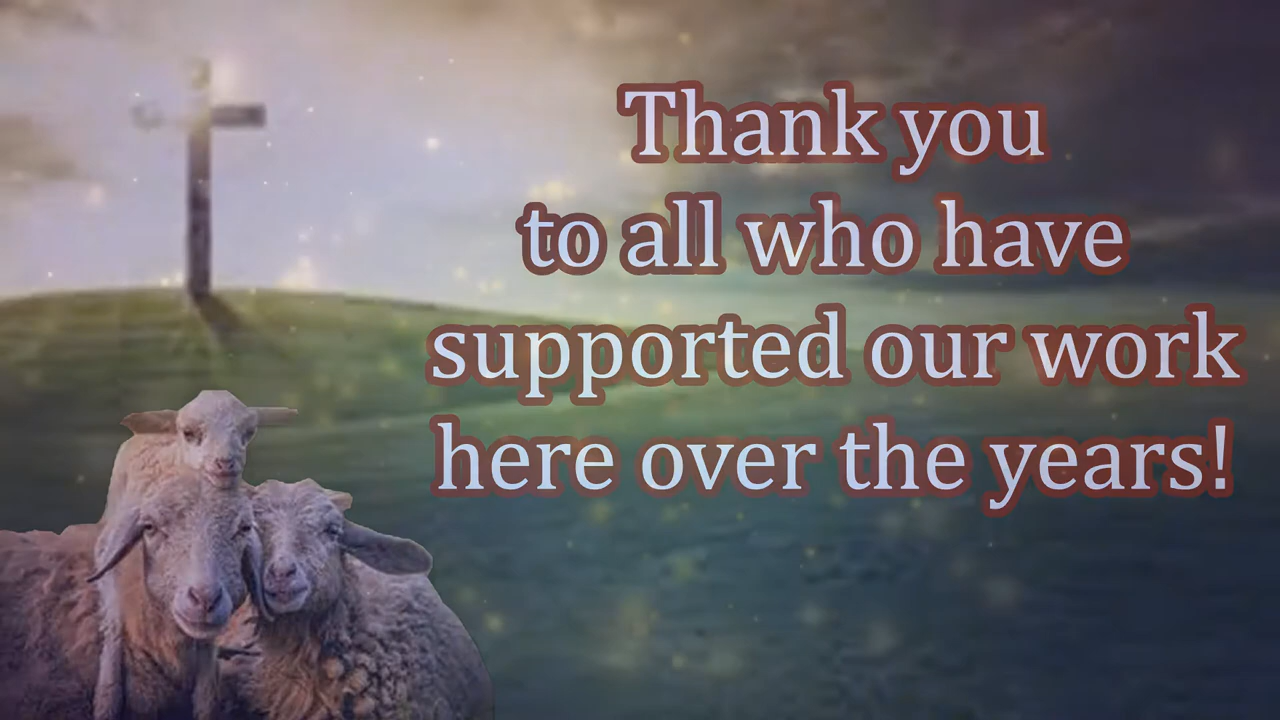 Thank you
to all who have
supported our work
here over the years!